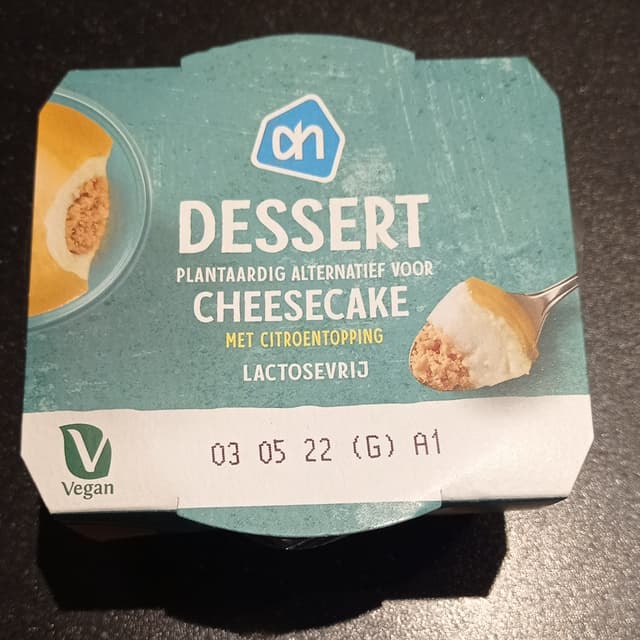 ah
DESSERT
PLANTAARDIG ALTERNATIEF VOOR
CHEESECAKE
MET CITROENTOPPING
LACTOSEVRIJ
03 05 22 (G) A1
V
Vegan